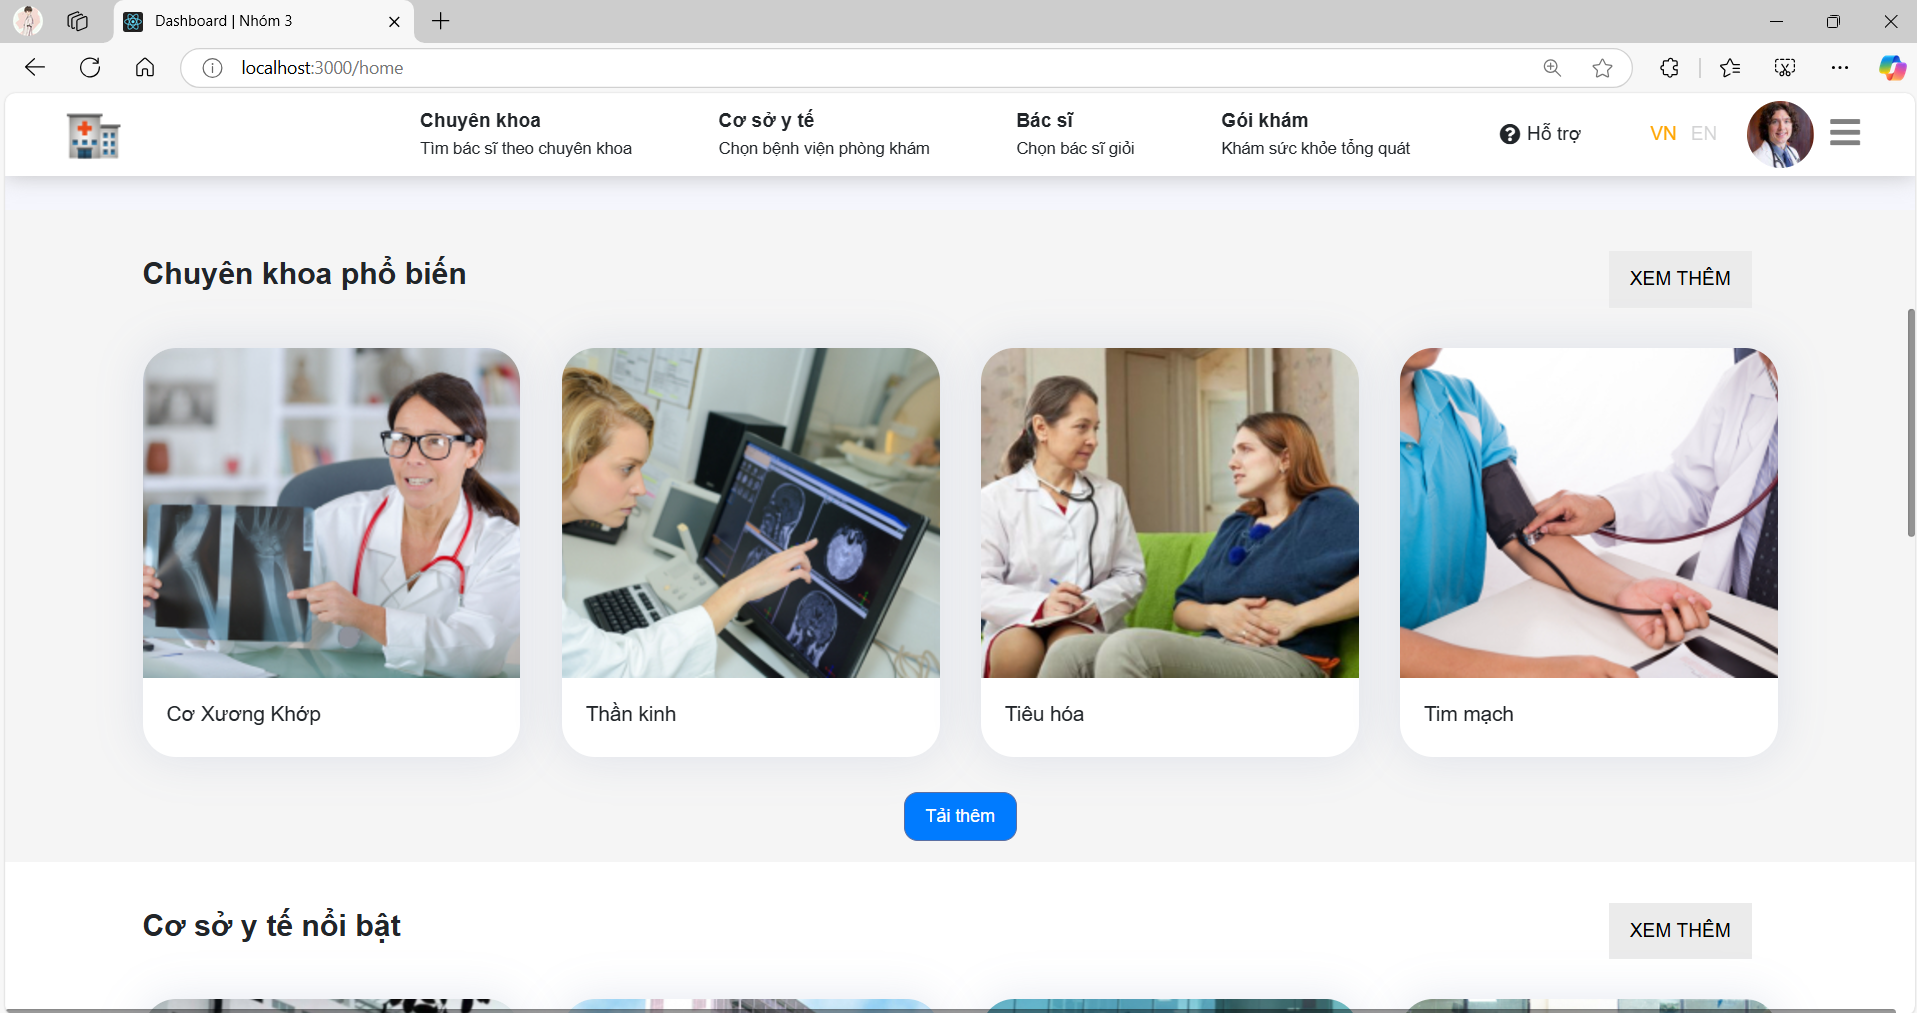 Dashboard | Nhóm 3
localhost:3000/home
Chuyên khoa
Tìm bác sĩ theo chuyên khoa
Cơ sở y tế
Chọn bệnh viện phòng khám
Bác sĩ
Chọn bác sĩ giỏi
Gói khám
Khám sức khỏe tổng quát
Hỗ trợ
VN EN
Chuyên khoa phổ biến
XEM THÊM
Cơ Xương Khớp
Thần kinh
Tiêu hóa
Tim mạch
Tải thêm
Cơ sở y tế nổi bật
XEM THÊM